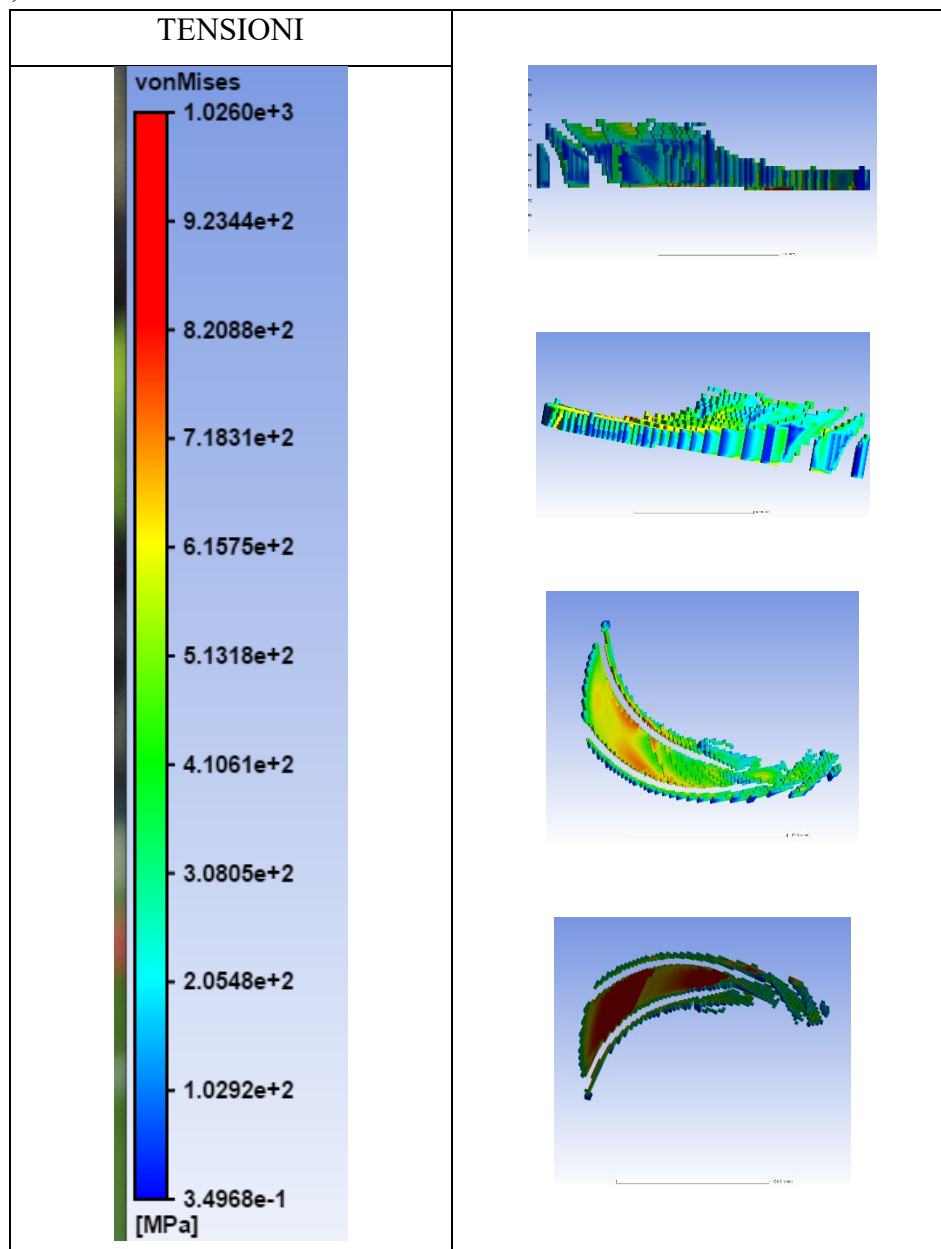 TENSIONI
vonMises
1.0260e+3
9.2344e+2
8.2088e+2
7.1831e+2
6.1575e+2
5.1318e+2
4.1061e+2
3.0805e+2
2.0548e+2
1.0292e+2
3.4968e-1
[MPa]